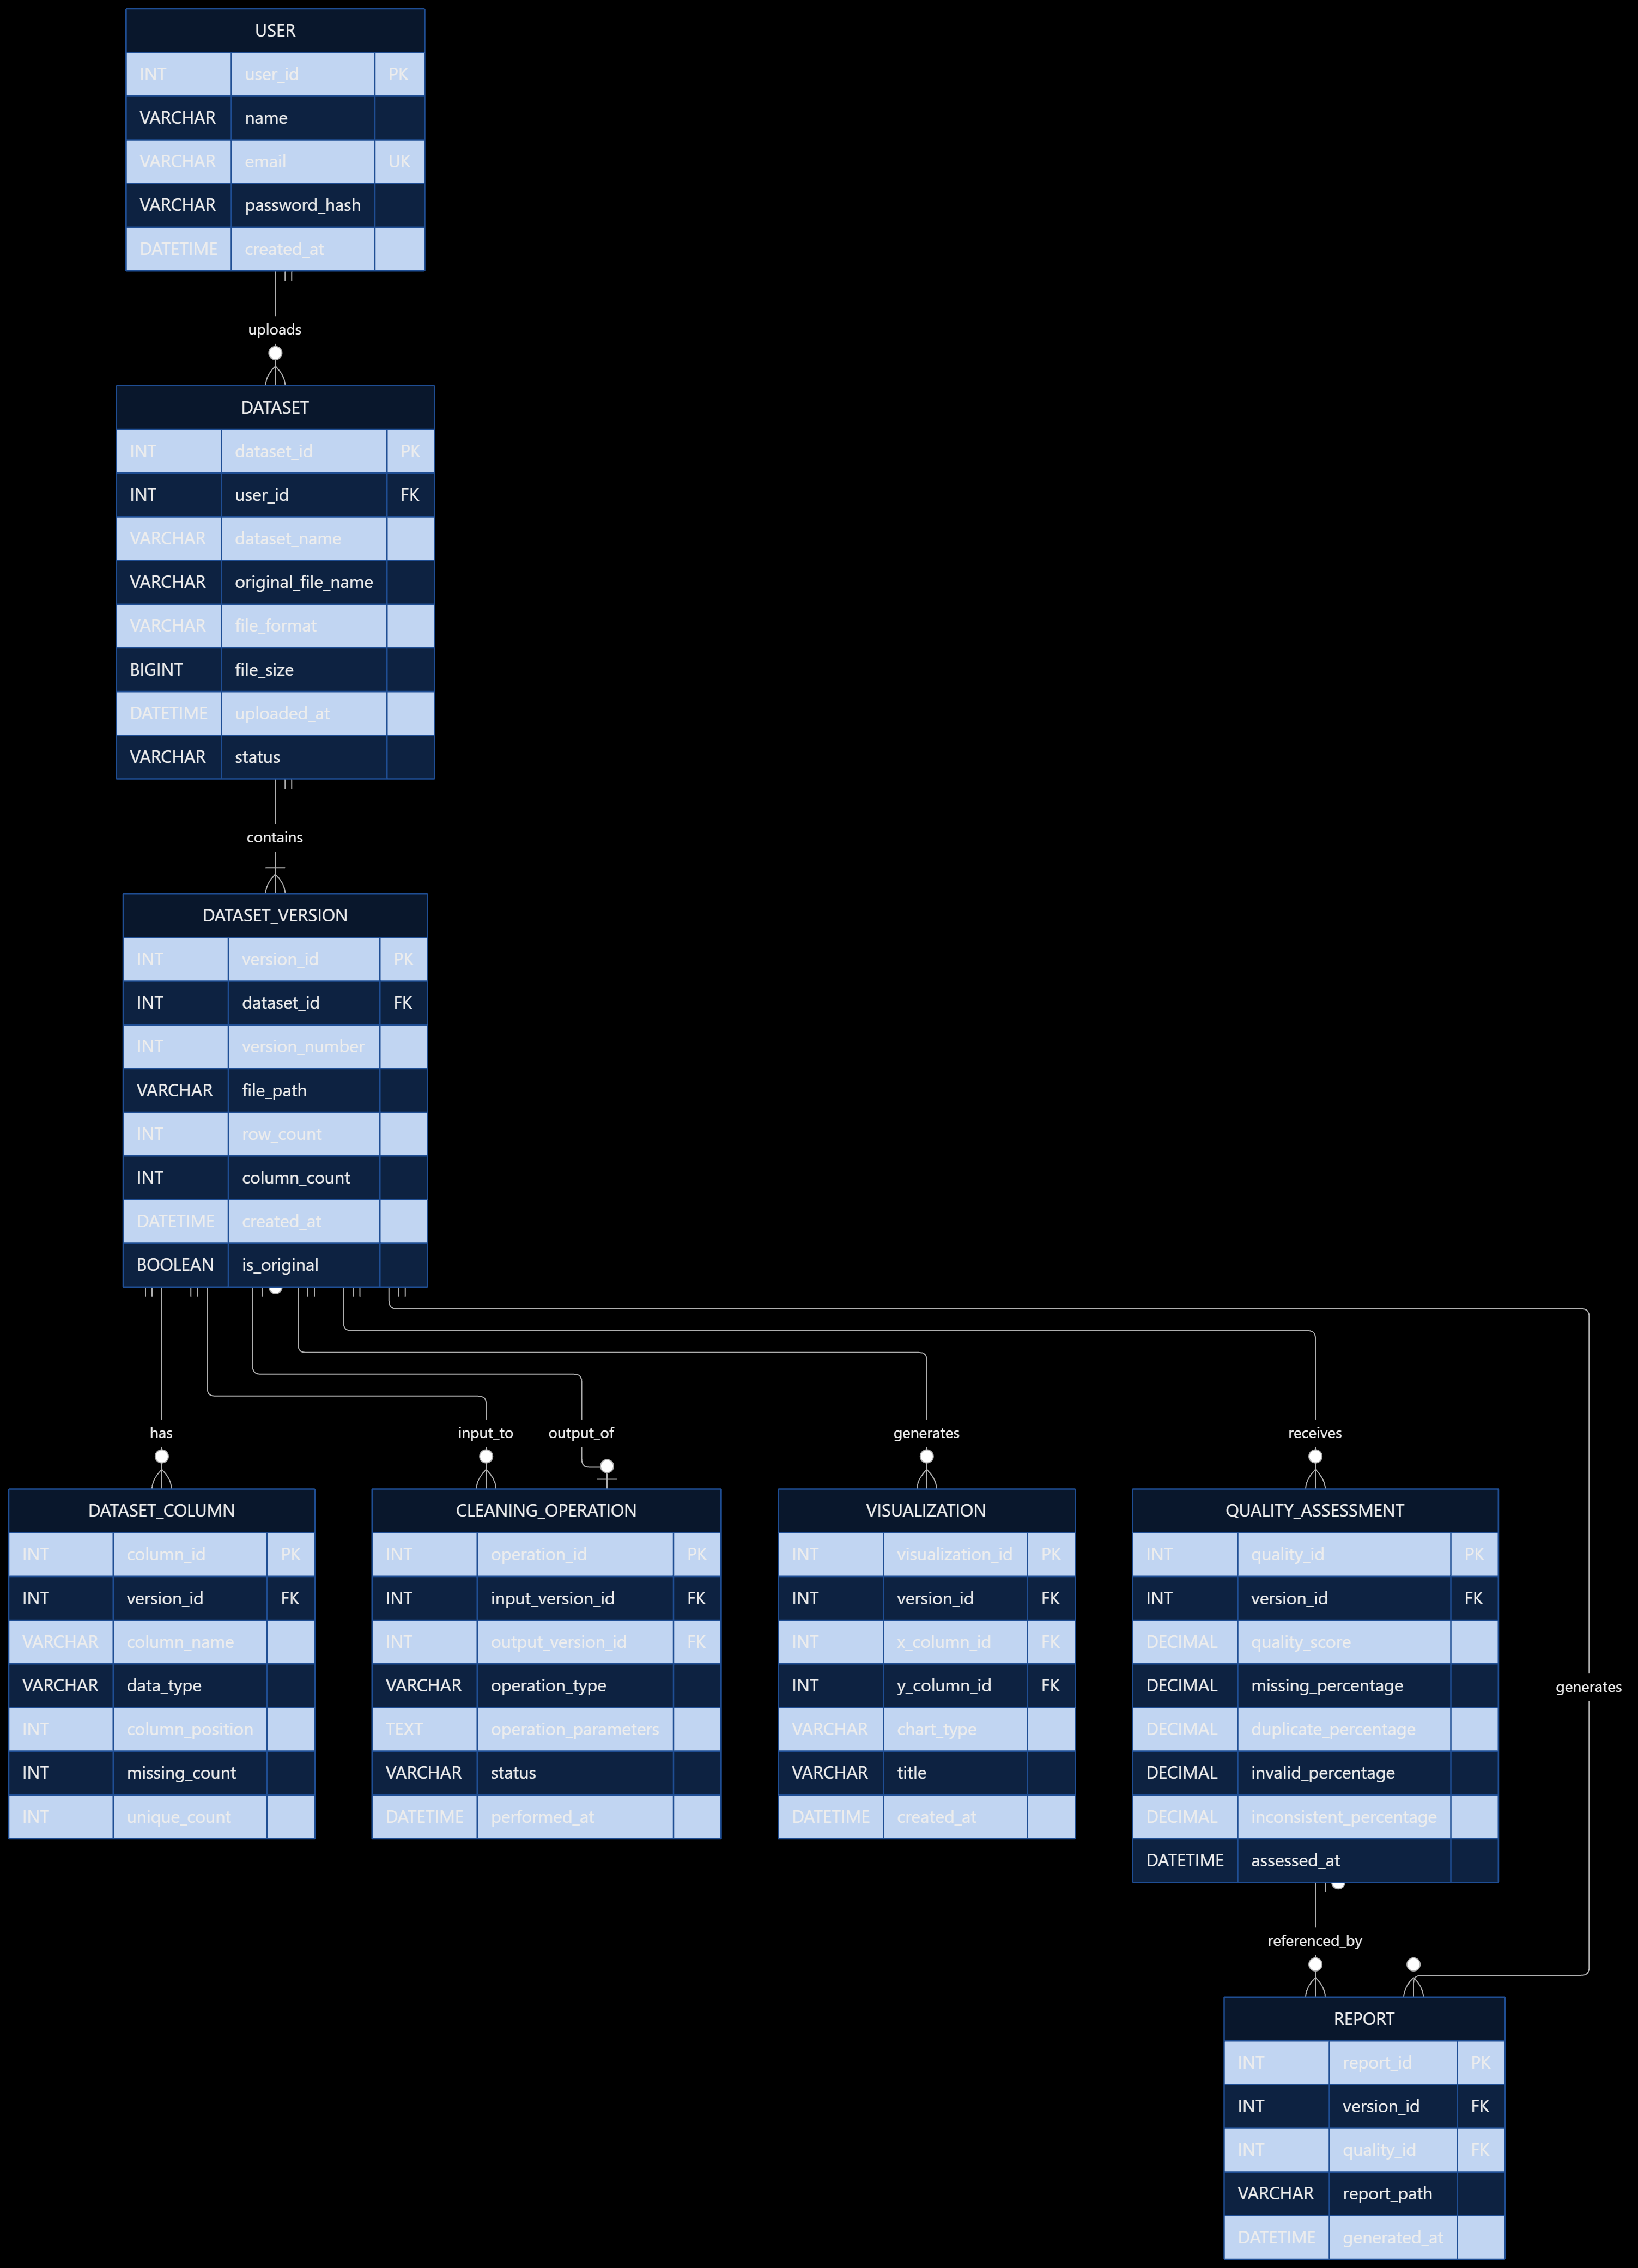 USER
INT user_id PK
VARCHAR name
VARCHAR email UK
VARCHAR password_hash
DATETIME created_at
uploads
DATASET
INT dataset_id PK
INT user_id FK
VARCHAR dataset_name
VARCHAR original_file_name
VARCHAR file_format
BIGINT file_size
DATETIME uploaded_at
VARCHAR status
contains
DATASET_VERSION
INT version_id PK
INT dataset_id FK
INT version_number
VARCHAR file_path
INT row_count
INT column_count
DATETIME created_at
BOOLEAN is_original
has
input_to
output_of
generates
receives
DATASET_COLUMN
INT column_id PK
INT version_id FK
VARCHAR column_name
VARCHAR data_type
INT column_position
INT missing_count
INT unique_count
CLEANING_OPERATION
INT operation_id PK
INT input_version_id FK
INT output_version_id FK
VARCHAR operation_type
TEXT operation_parameters
VARCHAR status
DATETIME performed_at
VISUALIZATION
INT visualization_id PK
INT version_id FK
INT x_column_id FK
INT y_column_id FK
VARCHAR chart_type
VARCHAR title
DATETIME created_at
QUALITY_ASSESSMENT
INT quality_id PK
INT version_id FK
DECIMAL quality_score
DECIMAL missing_percentage
DECIMAL duplicate_percentage
DECIMAL invalid_percentage
DECIMAL inconsistent_percentage
DATETIME assessed_at
generates
referenced_by
REPORT
INT report_id PK
INT version_id FK
INT quality_id FK
VARCHAR report_path
DATETIME generated_at